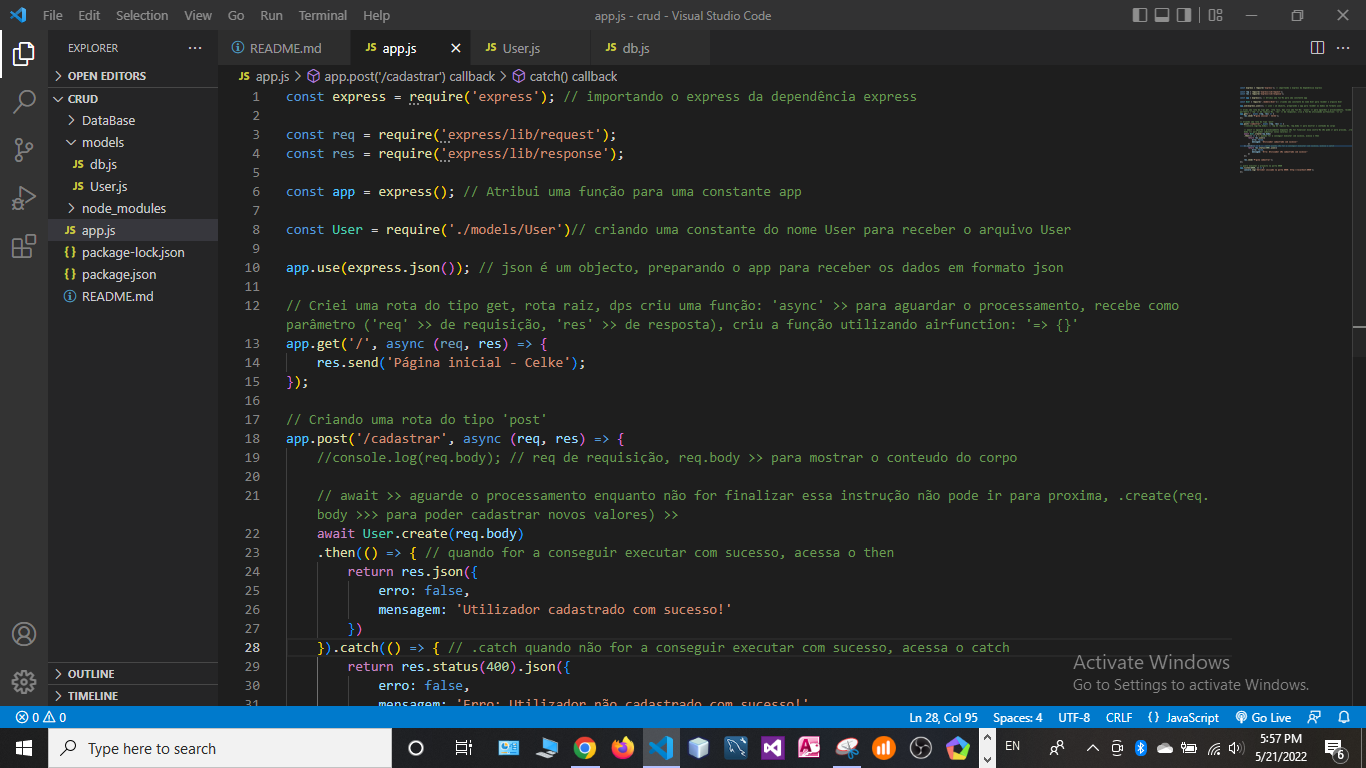 File Edit Selection View Go Run Terminal Help
app.js - crud - Visual Studio Code
EXPLORER
OPEN EDITORS
CRUD
DataBase
models
JS db.js
JS User.js
node_modules
JS app.js
{} package-lock.json
{} package.json
README.md
OUTLINE
TIMELINE
README.md
JS app.js
JS User.js
JS db.js
JS app.js > app.post('/cadastrar') callback > catch() callback
1 const express = require('express'); // importando o express da dependência express
2
3 const req = require('express/lib/request');
4 const res = require('express/lib/response');
5
6 const app = express(); // Atribui uma função para uma constante app
7
8 const User = require('./models/User')// criando uma constante do nome User para receber o arquivo User
9
10 app.use(express.json()); // json é um objecto, preparando o app para receber os dados em formato json
11
12 // Criei uma rota do tipo get, rota raiz, dps criu uma função: 'async' >> para aguardar o processamento, recebe como
parâmetro ('req' >> de requisição, 'res' >> de resposta), criu a função utilizando airfunction: '=> {}'
13 app.get('/', async (req, res) => {
14 res.send('Página inicial - Celke');
15 });
16
17 // Criando uma rota do tipo 'post'
18 app.post('/cadastrar', async (req, res) => {
19 //console.log(req.body); // req de requisição, req.body >> para mostrar o conteudo do corpo
20
21 // await >> aguarde o processamento enquanto não for finalizar essa instrução não pode ir para proxima, .create(req.
body >>> para poder cadastrar novos valores) >>
22 await User.create(req.body)
23 .then(() => { // quando for a conseguir executar com sucesso, acessa o then
24 return res.json({
25 erro: false,
26 mensagem: 'Utilizador cadastrado com sucesso!'
27 })
28 }).catch(() => { // .catch quando não for a conseguir executar com sucesso, acessa o catch
29 return res.status(400).json({
30 erro: false,
31 mensagem: 'Erro: Utilizador não cadastrado com sucesso!'
Activate Windows
Go to Settings to activate Windows.
0 0
Ln 28, Col 95 Spaces: 4 UTF-8 CRLF {} JavaScript Go Live
Type here to search
EN
5:57 PM
5/21/2022
6